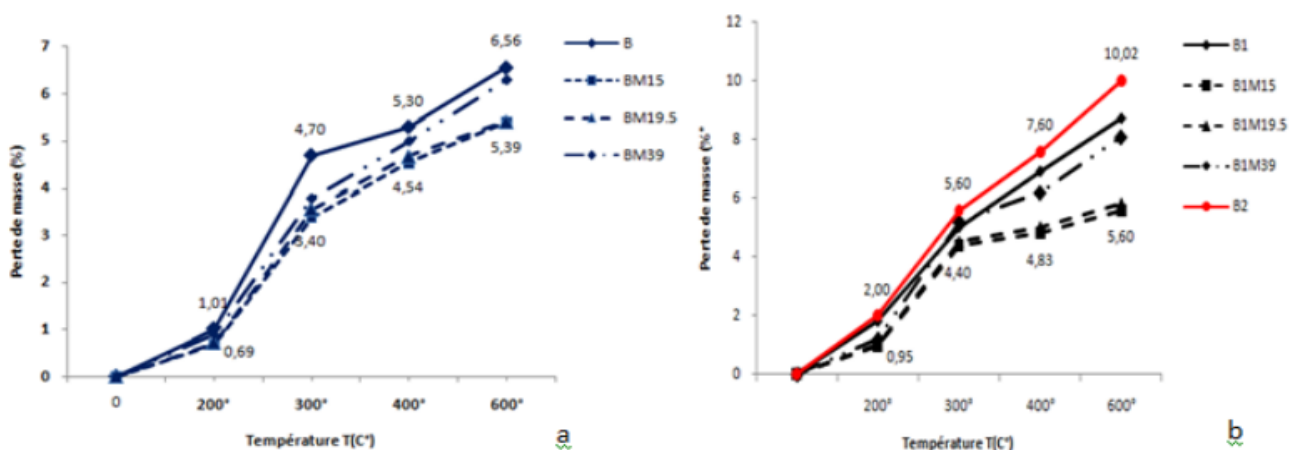 7
6
5
4
3
2
1
0
Perte de masse (%)
6,56
5,30
4,70
5,39
4,54
3,40
1,01
0,69
0 200° 300° 400° 600°
Température T(C°)
B
BM15
BM19.5
BM39
a
12
10
8
6
4
2
0
Perte de masse (%°
10,02
7,60
5,60
2,00
5,60
4,83
4,40
0,95
200° 300° 400° 600°
Température T(C°)
B1
B1M15
B1M19.5
B1M39
B2
b